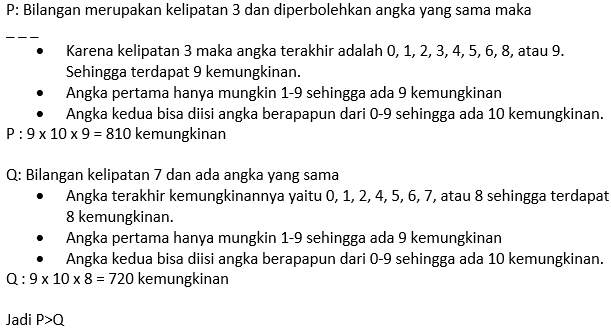 P: Bilangan merupakan kelipatan 3 dan diperbolehkan angka yang sama maka
_ _ _
• Karena kelipatan 3 maka angka terakhir adalah 0, 1, 2, 3, 4, 5, 6, 8, atau 9.
Sehingga terdapat 9 kemungkinan.
• Angka pertama hanya mungkin 1-9 sehingga ada 9 kemungkinan
• Angka kedua bisa diisi angka berapapun dari 0-9 sehingga ada 10 kemungkinan.
P : 9 x 10 x 9 = 810 kemungkinan
Q: Bilangan kelipatan 7 dan ada angka yang sama
• Angka terakhir kemungkinannya yaitu 0, 1, 2, 4, 5, 6, 7, atau 8 sehingga terdapat
8 kemungkinan.
• Angka pertama hanya mungkin 1-9 sehingga ada 9 kemungkinan
• Angka kedua bisa diisi angka berapapun dari 0-9 sehingga ada 10 kemungkinan.
Q : 9 x 10 x 8 = 720 kemungkinan
Jadi P>Q